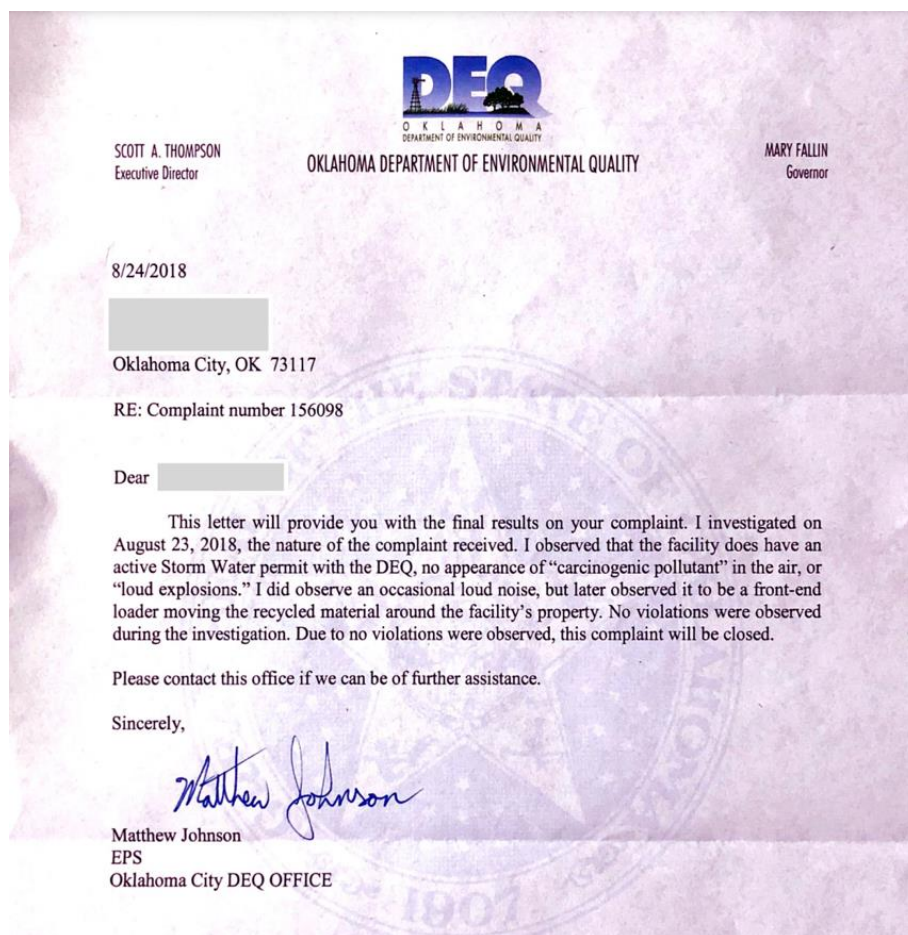 DEQ
OKLAHOMA
DEPARTMENT OF ENVIRONMENTAL QUALITY
SCOTT A. THOMPSON
Executive Director
OKLAHOMA DEPARTMENT OF ENVIRONMENTAL QUALITY
MARY FALLIN
Governor
8/24/2018
Oklahoma City, OK 73117
RE: Complaint number 156098
Dear
This letter will provide you with the final results on your complaint. I investigated on
August 23, 2018, the nature of the complaint received. I observed that the facility does have an
active Storm Water permit with the DEQ, no appearance of “carcinogenic pollutant” in the air, or
“loud explosions.” I did observe an occasional loud noise, but later observed it to be a front-end
loader moving the recycled material around the facility’s property. No violations were observed
during the investigation. Due to no violations were observed, this complaint will be closed.
Please contact this office if we can be of further assistance.
Sincerely,
Matthew Johnson
Matthew Johnson
EPS
Oklahoma City DEQ OFFICE
OF THE STATE OF
1907